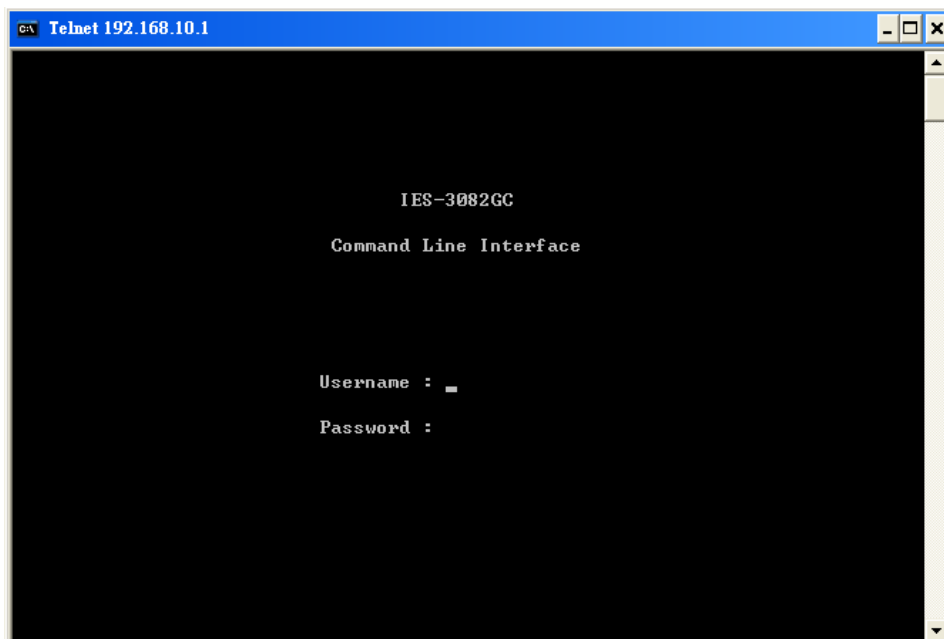 Telnet 192.168.10.1
IES-3082GC
Command Line Interface
Username : _
Password :